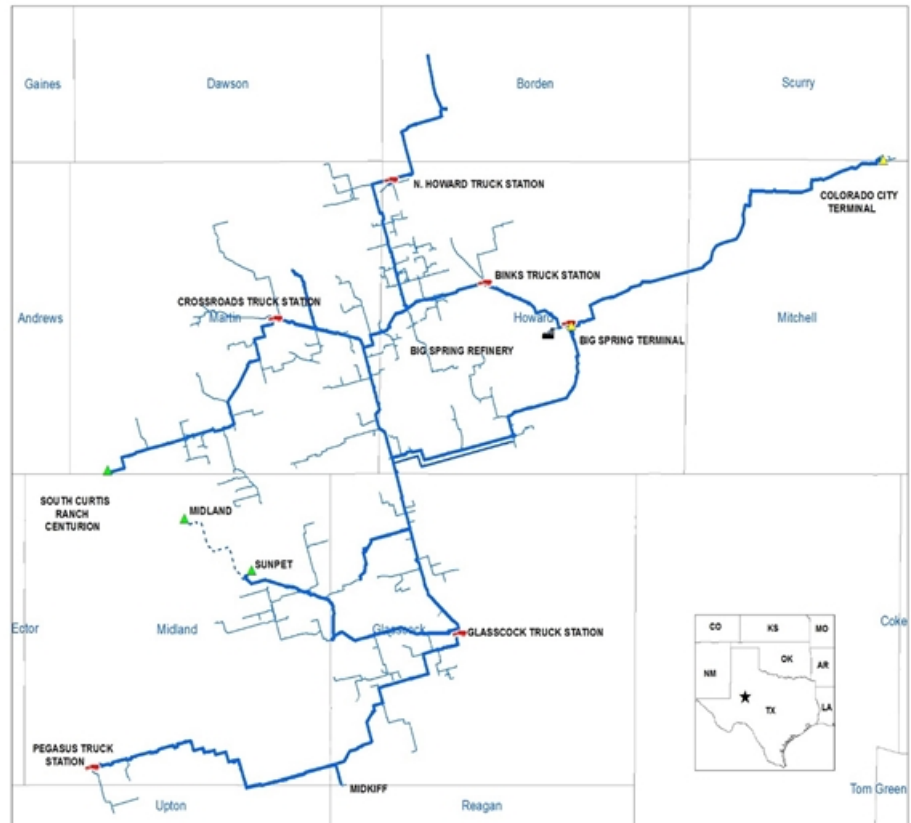 Gaines
Dawson
Borden
Scurry
N. HOWARD TRUCK STATION
COLORADO CITY
TERMINAL
BINKS TRUCK STATION
CROSSROADS TRUCK STATION
Andrews
Martin
Howard
Mitchell
BIG SPRING TERMINAL
BIG SPRING REFINERY
SOUTH CURTIS
RANCH
CENTURION
MIDLAND
SUNPET
Ector
Midland
Glasscock
GLASSCOCK TRUCK STATION
Coke
CO
KS
MO
OK
AR
NM
TX
LA
PEGASUS TRUCK
STATION
MIDKIFF
Upton
Reagan
Tom Green